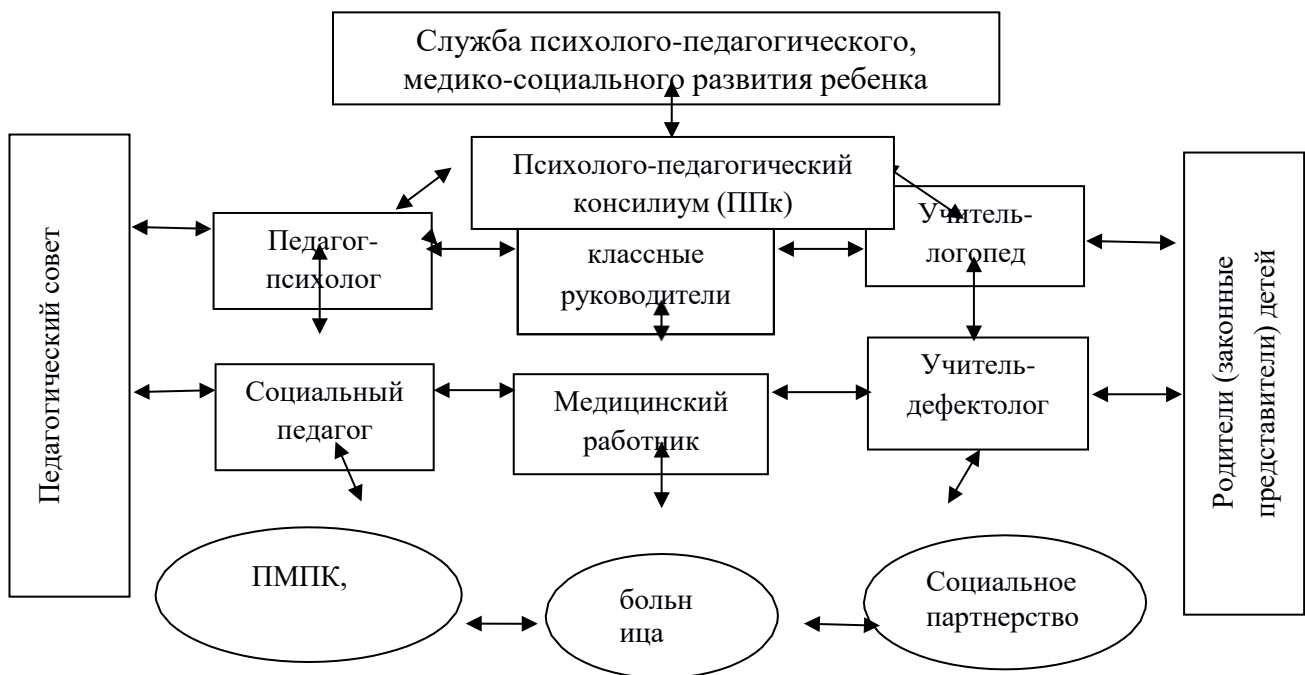 Служба психолого-педагогического,
медико-социального развития ребенка
Психолого-педагогический
консилиум (ППк)
Педагогический совет
Педагог-
психолог
классные
руководители
Учитель-
логопед
Родители (законные
представители) детей
Социальный
педагог
Медицинский
работник
Учитель-
дефектолог
ПМПК,
больн
ица
Социальное
партнерство